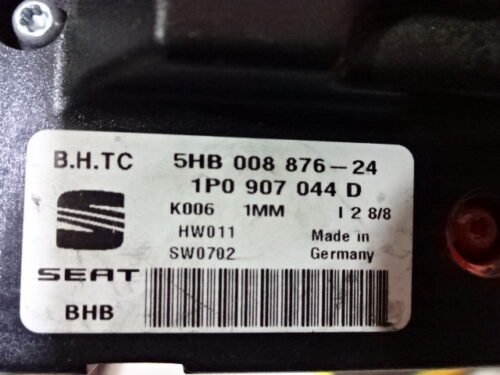 B.H.TC 5HB 008 876-24
1P0 907 044 D
K006 1MM I 2 8/8
HW011 Made in
SW0702 Germany
SEAT
BHB